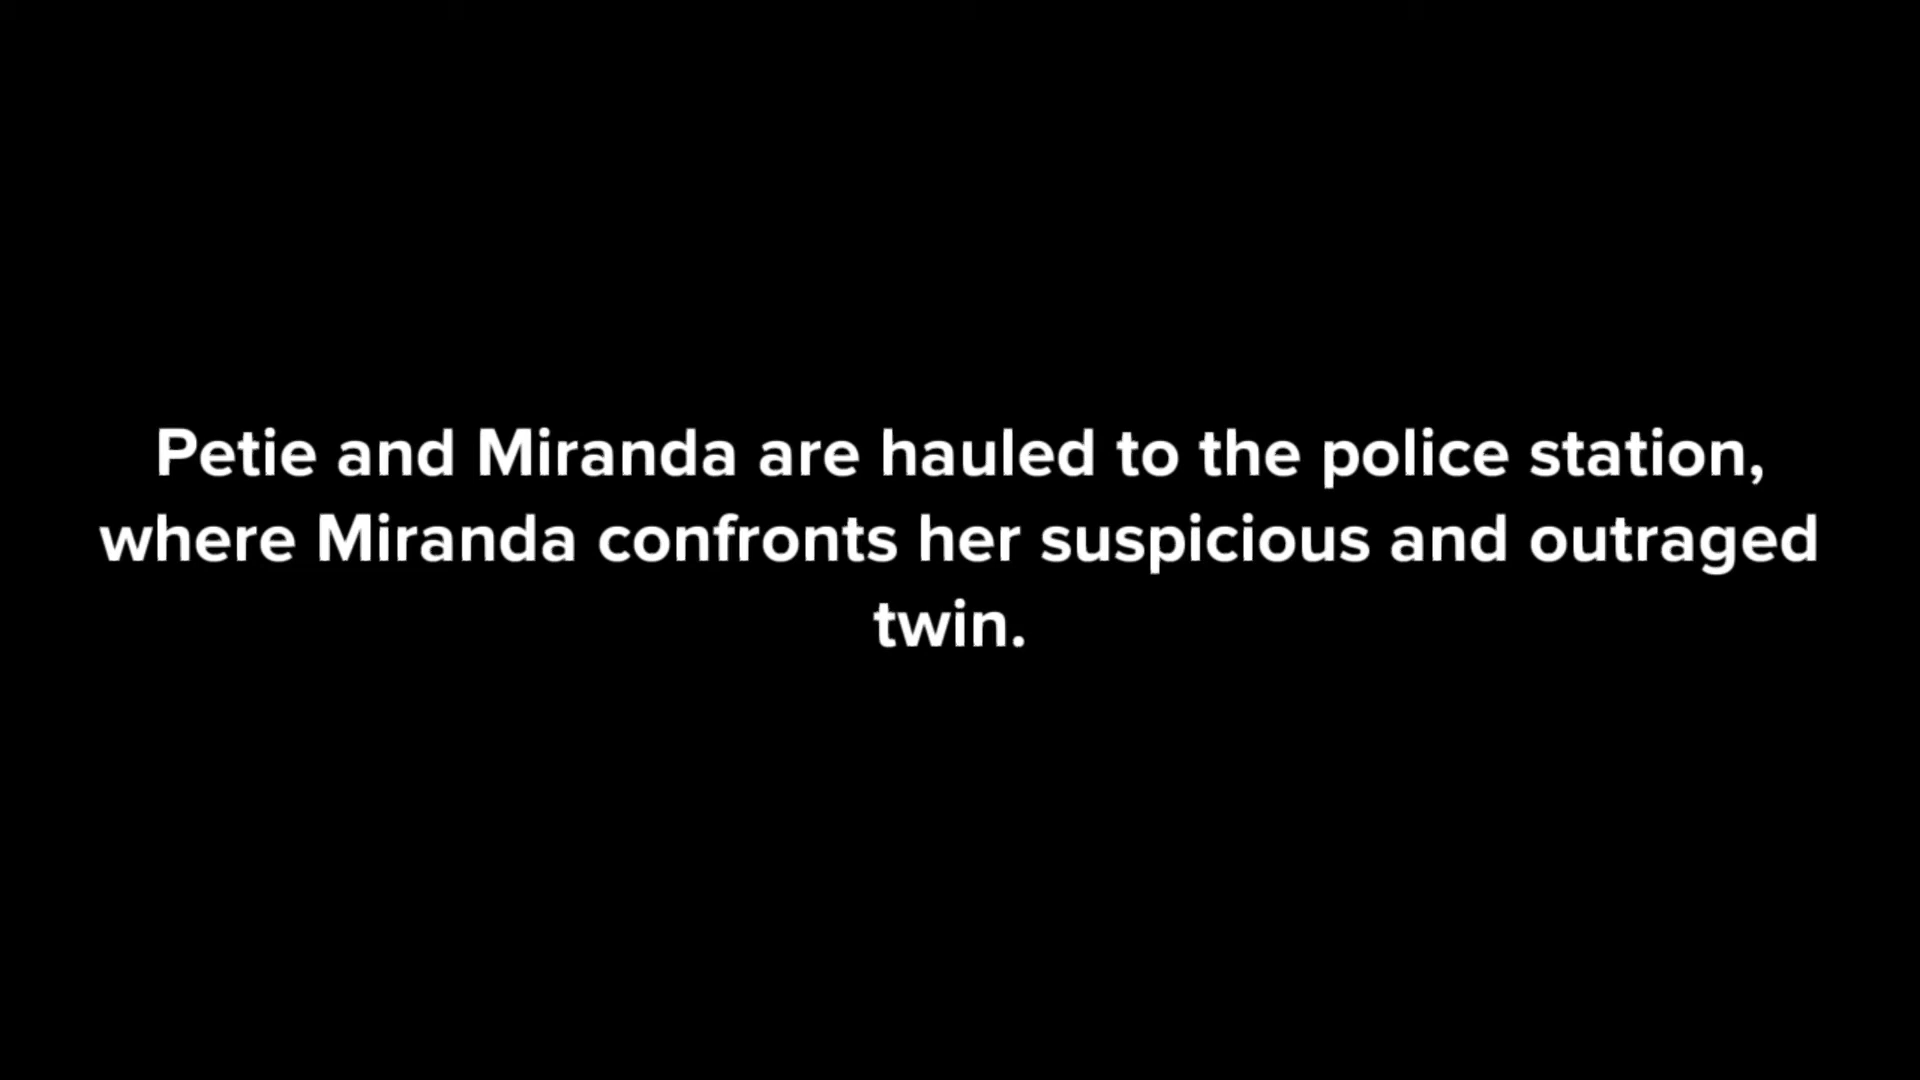 Petie and Miranda are hauled to the police station,
where Miranda confronts her suspicious and outraged
twin.